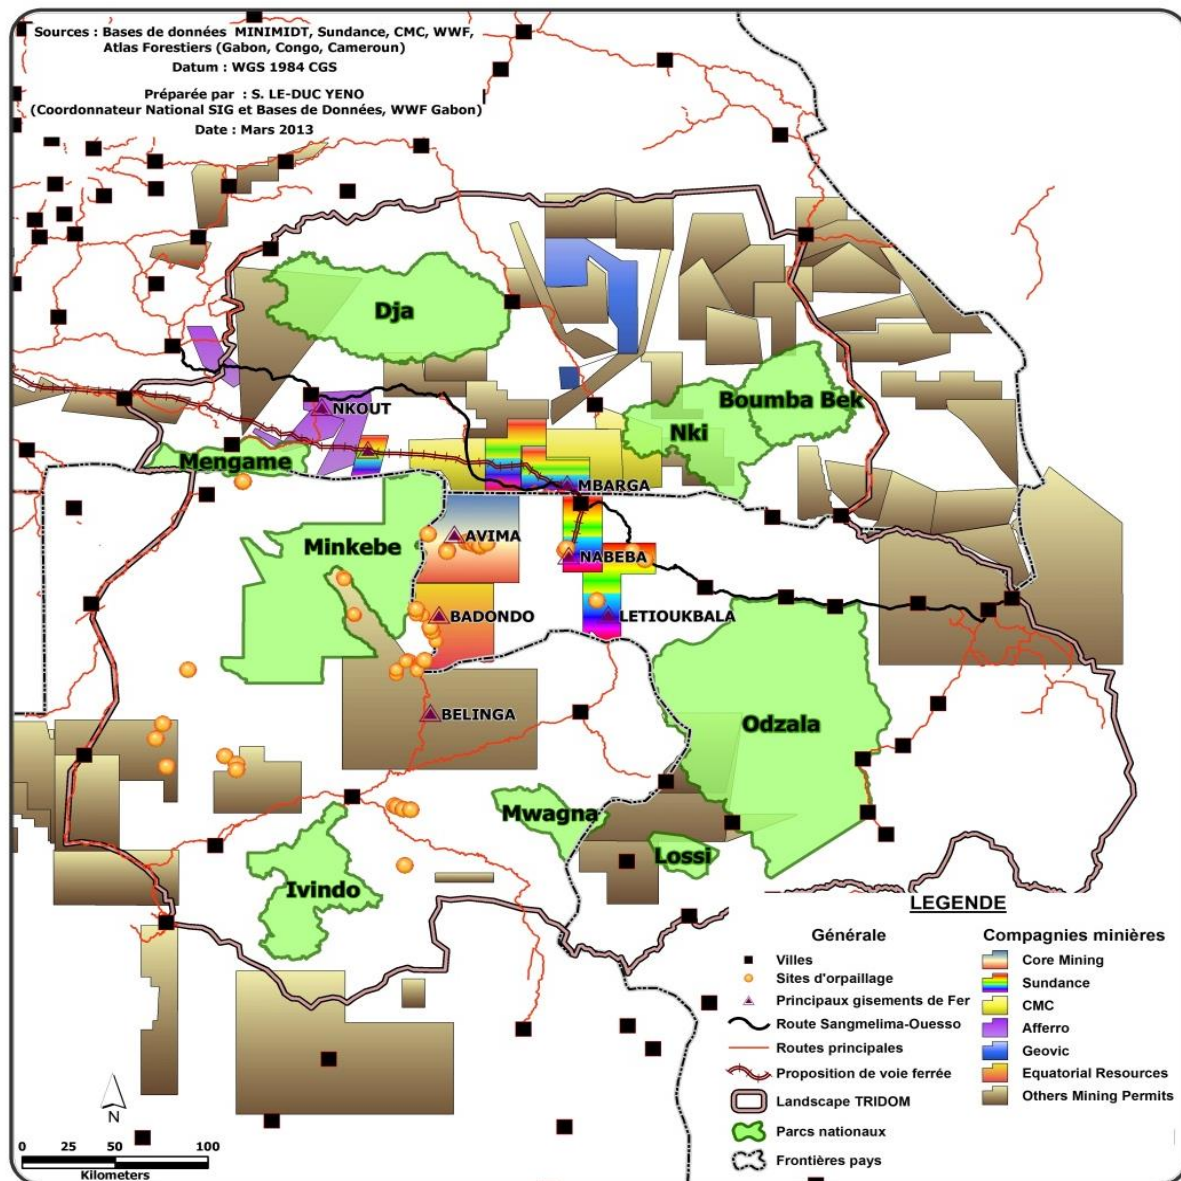 Sources : Bases de données MINIMIDT, Sundance, CMC, WWF,
Atlas Forestiers (Gabon, Congo, Cameroun)
Datum : WGS 1984 CGS
Préparée par : S. LE-DUC YENO
(Coordonnateur National SIG et Bases de Données, WWF Gabon)
Date : Mars 2013
Dja
Boumba Bek
NKOUT
Nki
Mengame
MBARGA
AVIMA
Minkebe
NABEBA
BADONDO
LETIOUKBALA
BELINGA
Odzala
Mwagna
Lossi
Ivindo
LEGENDE
Générale
Villes
Sites d'orpaillage
Principaux gisements de Fer
Route Sangmelima-Ouesso
Routes principales
Proposition de voie ferrée
Landscape TRIDOM
Parcs nationaux
Frontières pays
Compagnies minières
Core Mining
Sundance
CMC
Afferro
Geovic
Equatorial Resources
Others Mining Permits
N
0 25 50 100
Kilometers